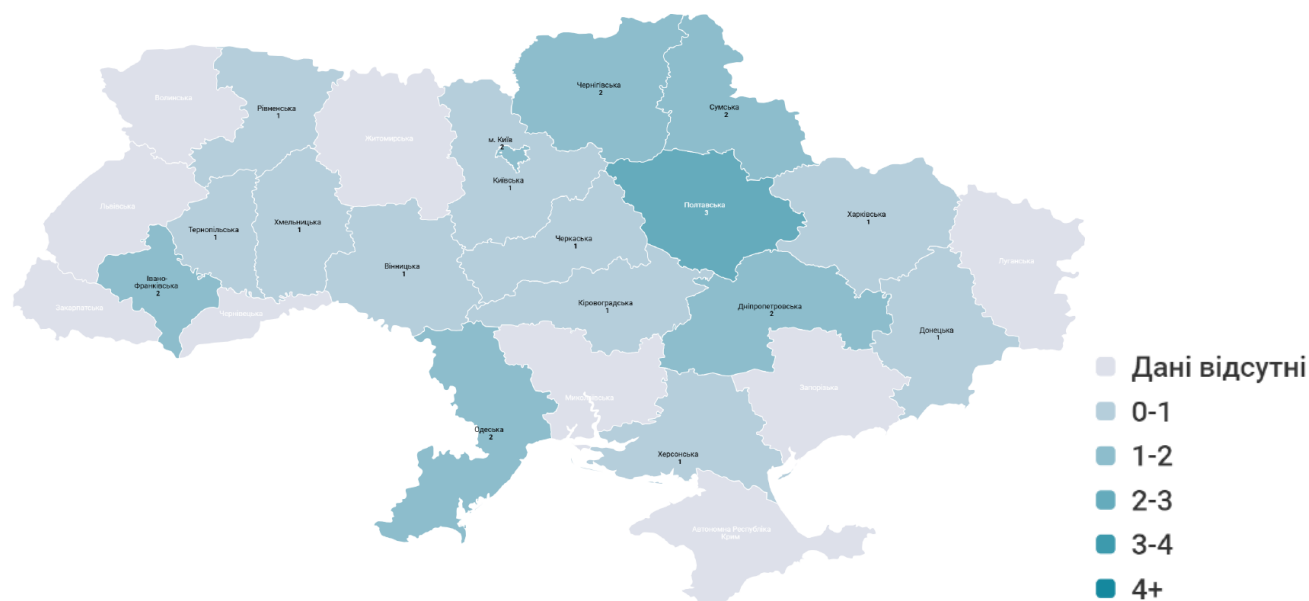 Волинська
Рівненська
1
Житомирська
м. Київ
2
Київська
1
Чернігівська
2
Сумська
2
Львівська
Тернопільська
1
Хмельницька
1
Вінницька
1
Черкаська
1
Полтавська
3
Харківська
1
Луганська
Івано-
Франківська
2
Закарпатська
Чернівецька
Кіровоградська
1
Дніпропетровська
2
Донецька
1
Миколаївська
Запорізька
Одеська
2
Херсонська
1
Автономна Республіка
Крим
Дані відсутні
0-1
1-2
2-3
3-4
4+